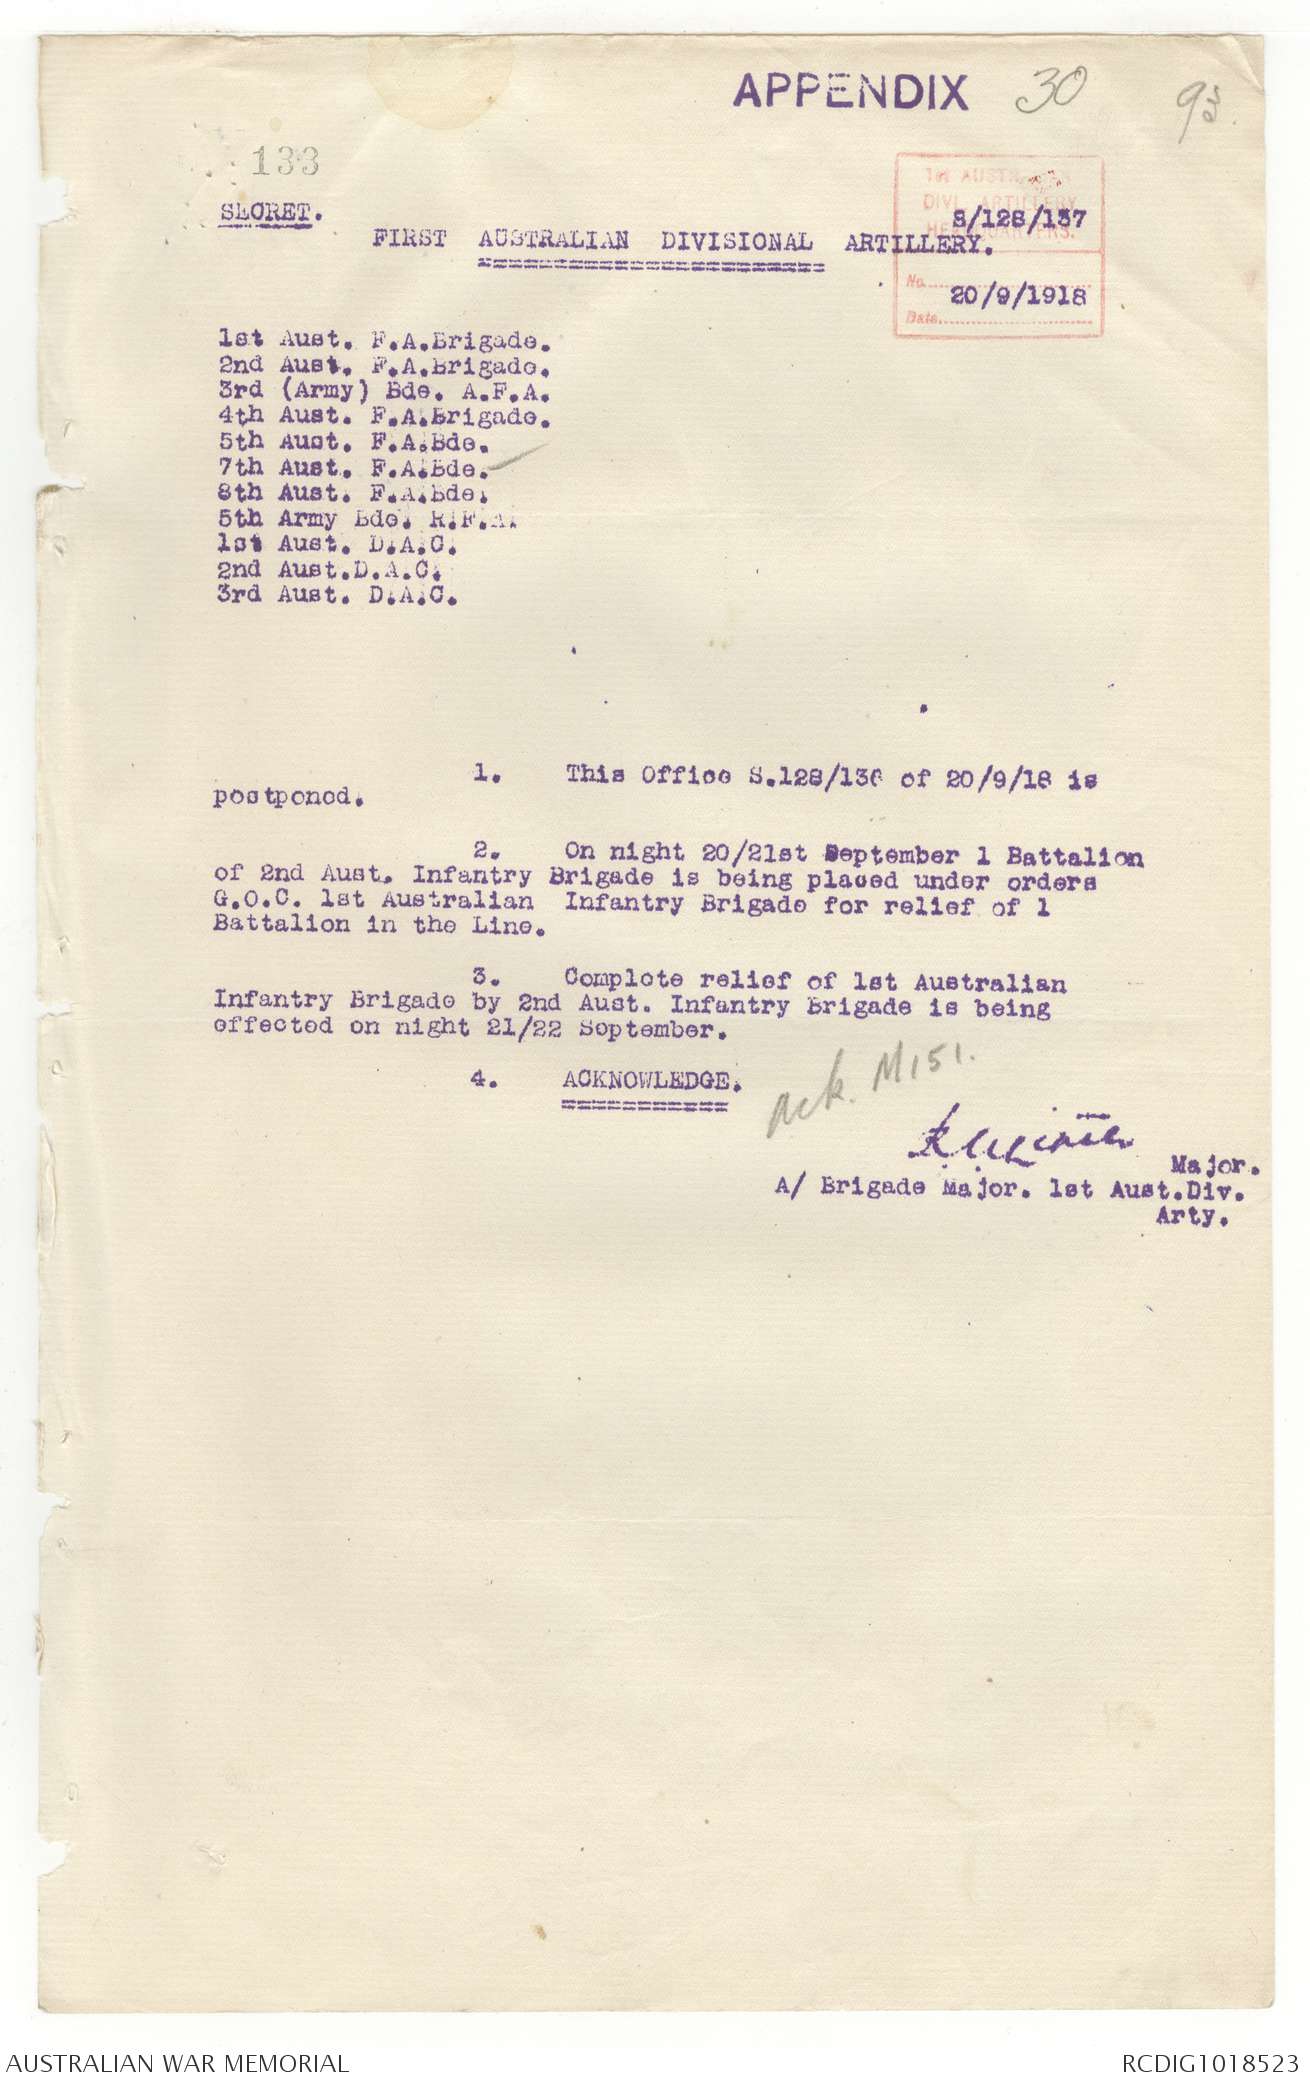 APPENDIX 30
93.
133
SECRET.
1st AUSTRALIAN
DIVL. ARTILLERY
HEADQUARTERS.
S/128/137
FIRST AUSTRALIAN DIVISIONAL ARTILLERY.
No.
20/9/1918
Date
1st Aust. F.A.Brigade.
2nd Aust. F.A.Brigade.
3rd (Army) Bde. A.F.A.
4th Aust. F.A.Brigade.
5th Aust. F.A.Bde.
7th Aust. F.A.Bde.
8th Aust. F.A.Bde.
5th Army Bde. R.F.A.
1st Aust. D.A.C.
2nd Aust.D.A.C.
3rd Aust. D.A.C.
1. This Office S.128/136 of 20/9/18 is
postponed.
2. On night 20/21st September 1 Battalion
of 2nd Aust. Infantry Brigade is being placed under orders
G.O.C. 1st Australian Infantry Brigade for relief of 1
Battalion in the Line.
3. Complete relief of 1st Australian
Infantry Brigade by 2nd Aust. Infantry Brigade is being
effected on night 21/22 September.
4. ACKNOWLEDGE.
Ack. M151.
Major.
A/ Brigade Major. 1st Aust.Div.
Arty.
AUSTRALIAN WAR MEMORIAL
RCDIG1018523